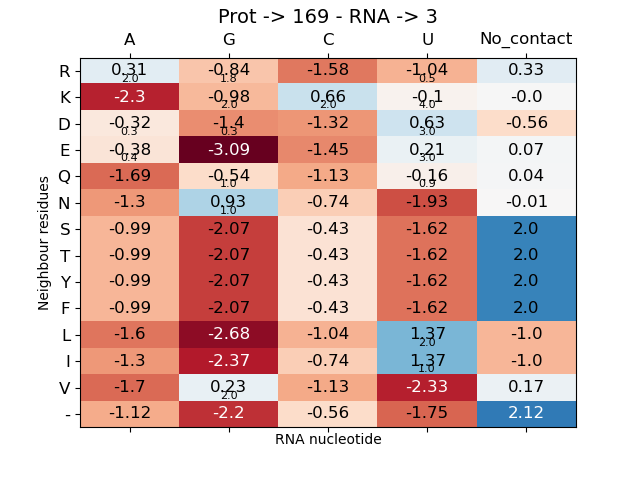 Prot -> 169 - RNA -> 3
A G C U No_contact
R 0.31 -0.84 -1.58 -1.04 0.33
2.0 1.8 0.5
K -2.3 -0.98 0.66 -0.1 -0.0
2.0 2.0 4.0
D -0.32 -1.4 -1.32 0.63 -0.56
0.3 0.3 3.0
E -0.38 -3.09 -1.45 0.21 0.07
0.4 3.0
Q -1.69 -0.54 -1.13 -0.16 0.04
1.0 0.9
N -1.3 0.93 -0.74 -1.93 -0.01
1.0
S -0.99 -2.07 -0.43 -1.62 2.0
T -0.99 -2.07 -0.43 -1.62 2.0
Y -0.99 -2.07 -0.43 -1.62 2.0
F -0.99 -2.07 -0.43 -1.62 2.0
L -1.6 -2.68 -1.04 1.37 -1.0
2.0
I -1.3 -2.37 -0.74 1.37 -1.0
1.0
V -1.7 0.23 -1.13 -2.33 0.17
2.0
- -1.12 -2.2 -0.56 -1.75 2.12
Neighbour residues
RNA nucleotide